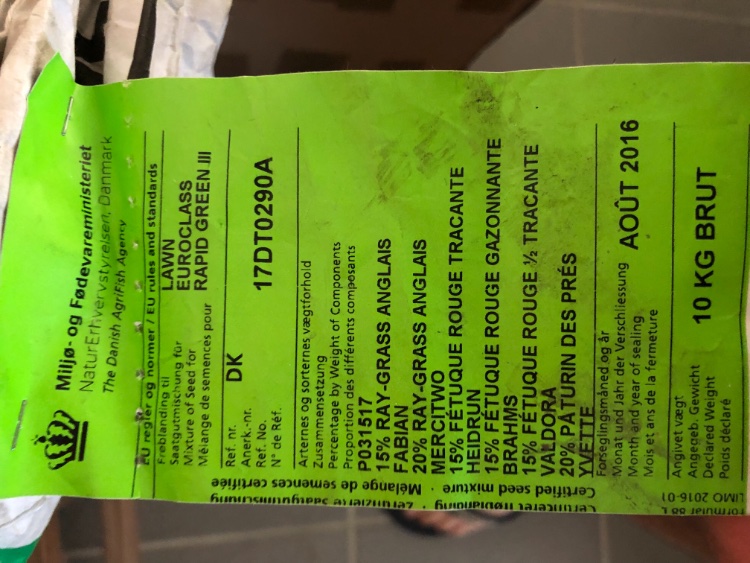 Miljø- og Fødevareministeriet
NaturErhvervstyrelsen, Danmark
The Danish AgriFish Agency
EU regler og normer / EU rules and standards
Frøblanding til
Saatgutmischung für
Mixture of Seed for
Mélange de semences pour
LAWN
EUROCLASS
RAPID GREEN III
Ref. nr.
Anerk.-nr.
Ref. No.
N° de Réf.
DK
17DT0290A
Arternes og sorternes vægtforhold
Zusammensetzung
Percentage by Weight of Components
Proportion des différents composants
P031517
15% RAY-GRASS ANGLAIS
FABIAN
20% RAY-GRASS ANGLAIS
MERCITWO
15% FÉTUQUE ROUGE TRACANTE
HEIDRUN
15% FÉTUQUE ROUGE GAZONNANTE
BRAHMS
15% FÉTUQUE ROUGE ½ TRACANTE
VALDORA
20% PÂTURIN DES PRÉS
YVETTE
Forseglingsmåned og år
Monat und Jahr der Verschliessung
Month and year of sealing
Mois et ans de la fermeture
AOÛT 2016
Angivet vægt
Angegeb. Gewicht
Declared Weight
Poids déclaré
10 KG BRUT
Certificeret frøblanding · Zertifizierte Saatgutmischung
Certified seed mixture · Mélange de semences certifiée
Formular 88 L
LIMO 2016-01